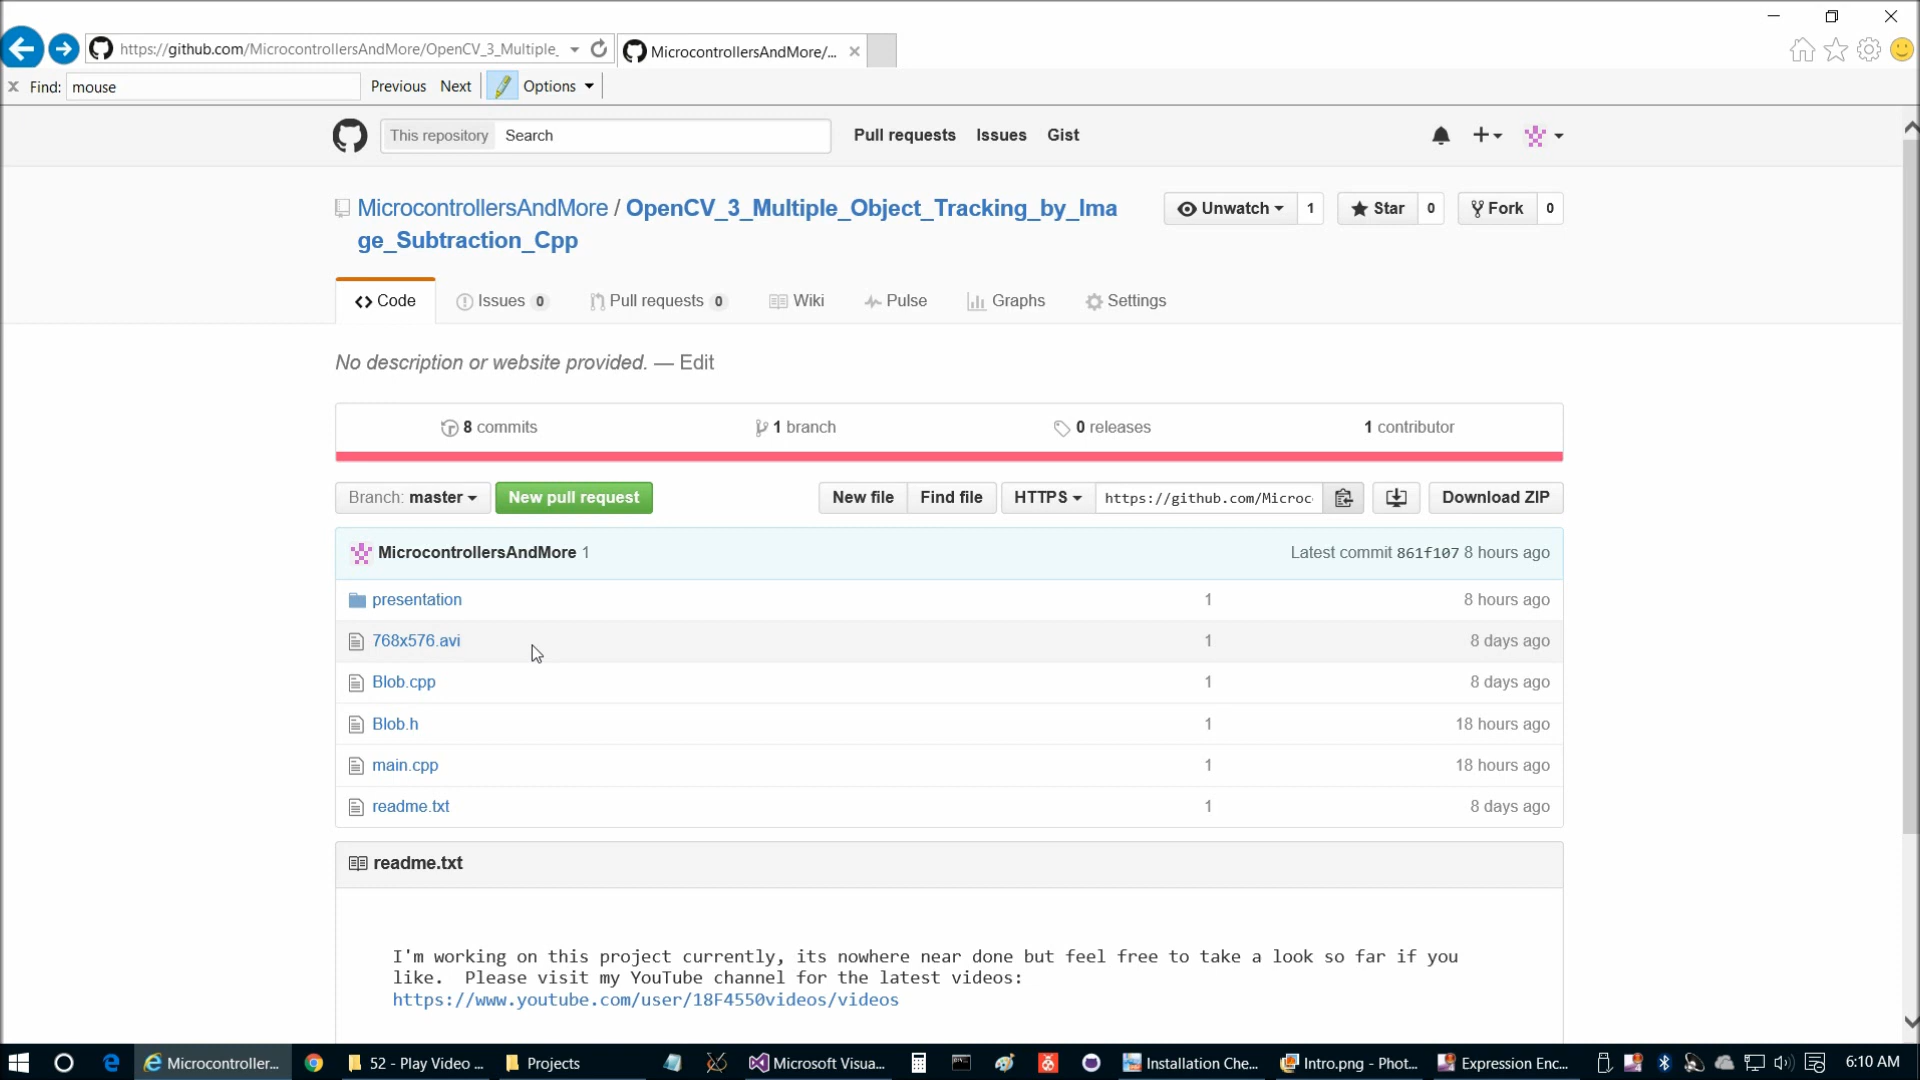 https://github.com/MicrocontrollersAndMore/OpenCV_3_Multiple_
MicrocontrollersAndMore/...
Find: mouse Previous Next Options
This repository Search Pull requests Issues Gist
MicrocontrollersAndMore / OpenCV_3_Multiple_Object_Tracking_by_Ima
ge_Subtraction_Cpp
Unwatch 1 Star 0 Fork 0
Code Issues 0 Pull requests 0 Wiki Pulse Graphs Settings
No description or website provided. — Edit
8 commits 1 branch 0 releases 1 contributor
Branch: master New pull request New file Find file HTTPS https://github.com/Microc Download ZIP
MicrocontrollersAndMore 1 Latest commit 861f107 8 hours ago
presentation 1 8 hours ago
768x576.avi 1 8 days ago
Blob.cpp 1 8 days ago
Blob.h 1 18 hours ago
main.cpp 1 18 hours ago
readme.txt 1 8 days ago
readme.txt
I'm working on this project currently, its nowhere near done but feel free to take a look so far if you
like. Please visit my YouTube channel for the latest videos:
https://www.youtube.com/user/18F4550videos/videos
Microcontroller... 52 - Play Video ... Projects Microsoft Visua... Installation Che... Intro.png - Phot... Expression Enc... 6:10 AM